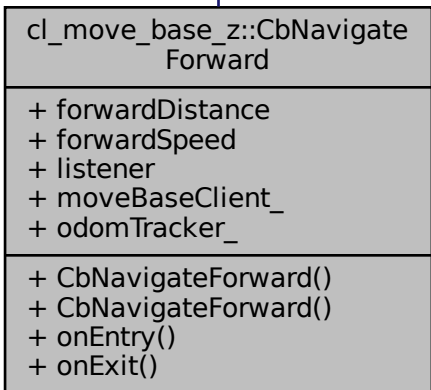 cl_move_base_z::CbNavigate
Forward
+ forwardDistance
+ forwardSpeed
+ listener
+ moveBaseClient_
+ odomTracker_
+ CbNavigateForward()
+ CbNavigateForward()
+ onEntry()
+ onExit()